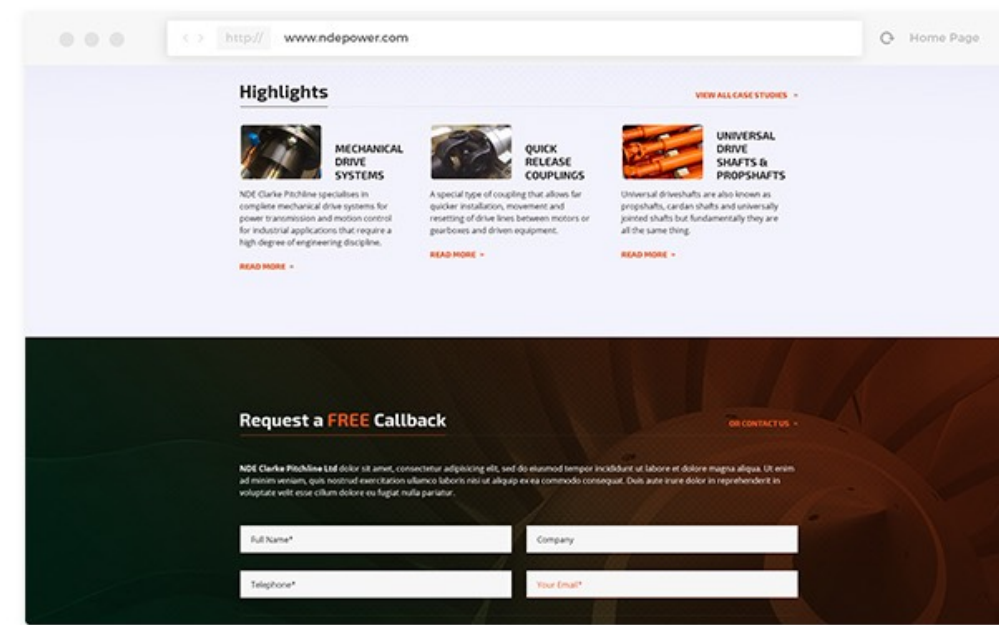 http:// www.ndepower.com
Home Page
Highlights
VIEW ALL CASE STUDIES
MECHANICAL
DRIVE
SYSTEMS
NDE Clarke Pitchline specialises in
complete mechanical drive systems for
power transmission and motion control
for industrial applications that require a
high degree of engineering discipline.
READ MORE
QUICK
RELEASE
COUPLINGS
A special type of coupling that allows far
quicker installation, movement and
resetting of drive lines between motors or
gearboxes and driven equipment.
READ MORE
UNIVERSAL
DRIVE
SHAFTS &
PROPSHAFTS
Universal driveshafts are also known as
propshafts, cardan shafts and universally
jointed shafts but fundamentally they are
all the same thing.
READ MORE
Request a FREE Callback
OR CONTACT US
NDE Clarke Pitchline Ltd dolor sit amet, consectetur adipisicing elit, sed do eiusmod tempor incididunt ut labore et dolore magna aliqua. Ut enim
ad minim veniam, quis nostrud exercitation ullamco laboris nisi ut aliquip ex ea commodo consequat. Duis aute irure dolor in reprehenderit in
voluptate velit esse cillum dolore eu fugiat nulla pariatur.
Full Name*
Company
Telephone*
Your Email*